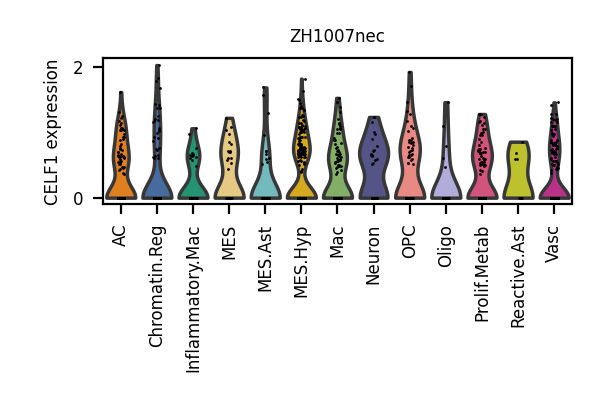 ZH1007nec
CELF1 expression
2
0
AC
Chromatin.Reg
Inflammatory.Mac
MES
MES.Ast
MES.Hyp
Mac
Neuron
OPC
Oligo
Prolif.Metab
Reactive.Ast
Vasc